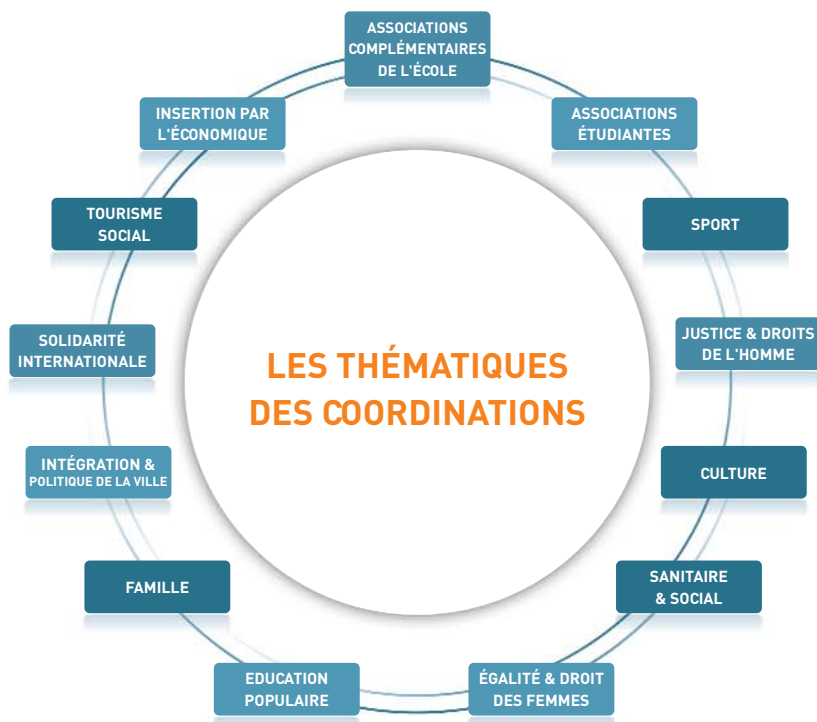 ASSOCIATIONS
COMPLÉMENTAIRES
DE L'ÉCOLE
ASSOCIATIONS
ÉTUDIANTES
SPORT
JUSTICE & DROITS
DE L'HOMME
CULTURE
SANITAIRE
& SOCIAL
ÉGALITÉ & DROIT
DES FEMMES
EDUCATION
POPULAIRE
FAMILLE
INTÉGRATION &
POLITIQUE DE LA VILLE
SOLIDARITÉ
INTERNATIONALE
TOURISME
SOCIAL
INSERTION PAR
L'ÉCONOMIQUE
LES THÉMATIQUES
DES COORDINATIONS